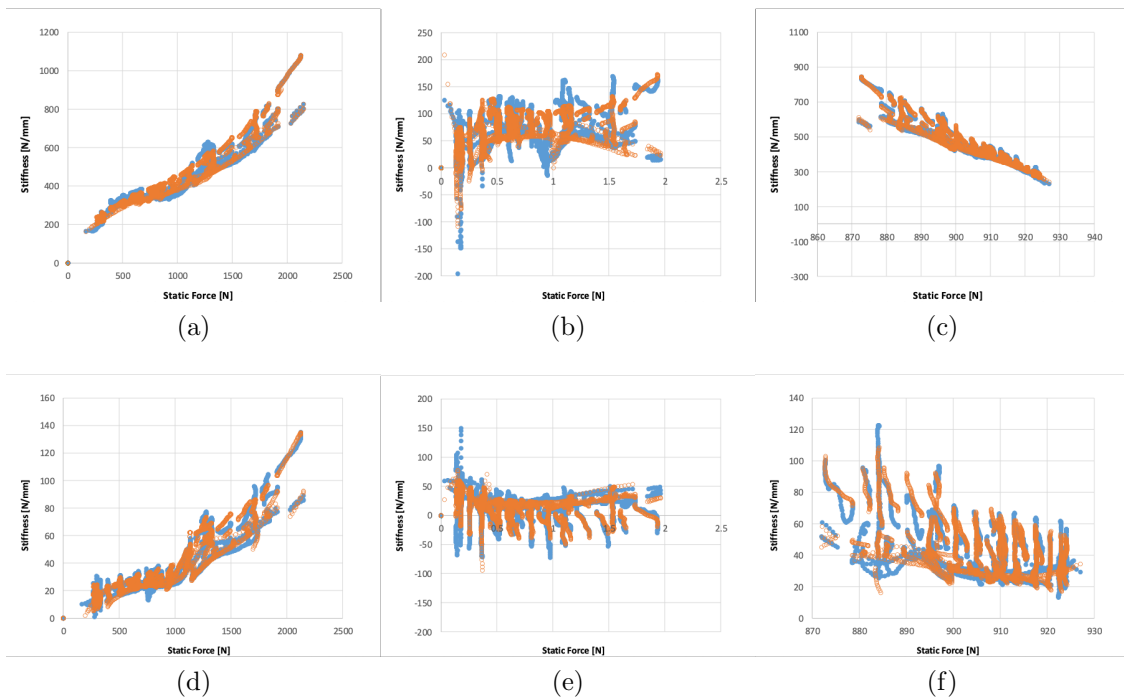 1200
1000
800
600
400
200
0
Stiffness [N/mm]
0 500 1000 1500 2000 2500
Static Force [N]
(a)
250
200
150
100
50
0
-50
-100
-150
-200
Stiffness [N/mm]
0 0.5 1 1.5 2 2.5
Static Force [N]
(b)
1100
900
700
500
300
100
-100
-300
Stiffness [N/mm]
860 870 880 890 900 910 920 930 940
Static Force [N]
(c)
160
140
120
100
80
60
40
20
0
Stiffness [N/mm]
0 500 1000 1500 2000 2500
Static Force [N]
(d)
200
150
100
50
0
-50
-100
-150
-200
Stiffness [N/mm]
0 0.5 1 1.5 2 2.5
Static Force [N]
(e)
140
120
100
80
60
40
20
0
Stiffness [N/mm]
870 880 890 900 910 920 930
Static Force [N]
(f)